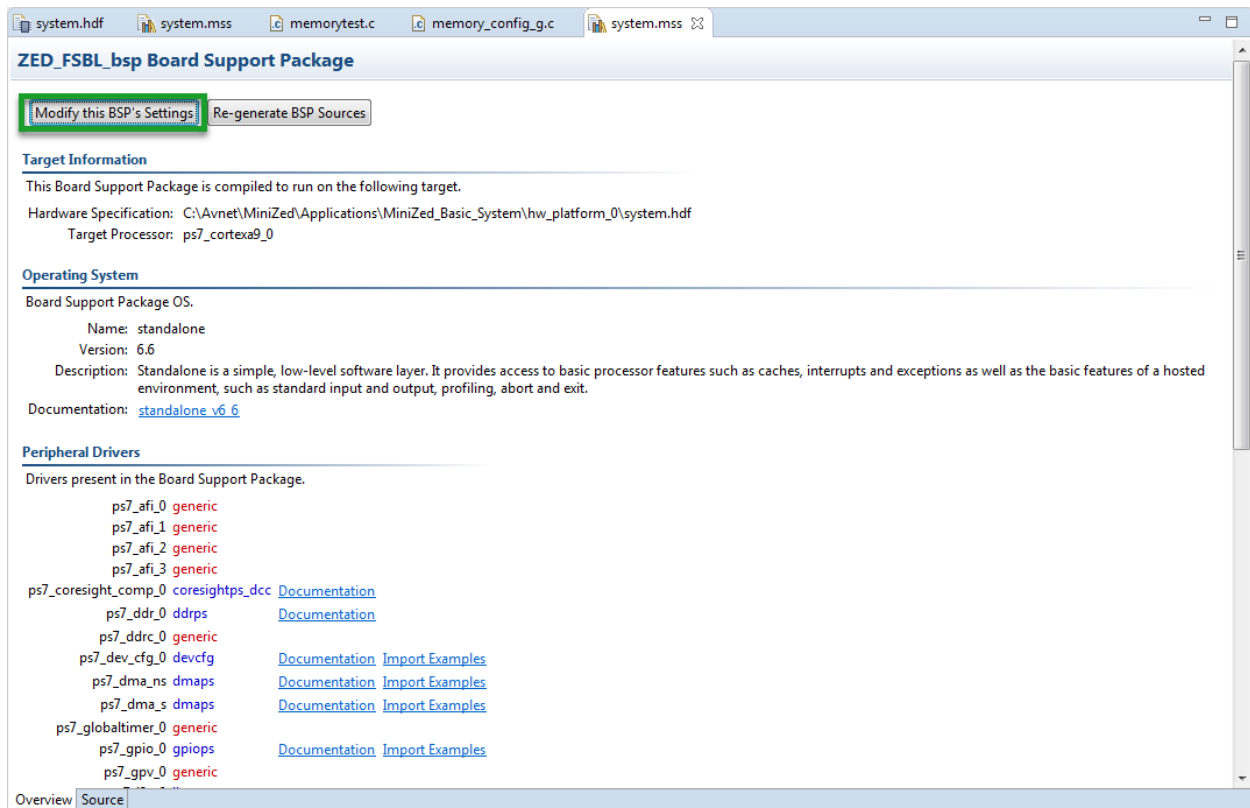 system.hdf system.mss memorytest.c memory_config_g.c system.mss
ZED_FSBL_bsp Board Support Package
Modify this BSP's Settings Re-generate BSP Sources
Target Information
This Board Support Package is compiled to run on the following target.
Hardware Specification: C:\Avnet\MiniZed\Applications\MiniZed_Basic_System\hw_platform_0\system.hdf
Target Processor: ps7_cortexa9_0
Operating System
Board Support Package OS.
Name: standalone
Version: 6.6
Description: Standalone is a simple, low-level software layer. It provides access to basic processor features such as caches, interrupts and exceptions as well as the basic features of a hosted
environment, such as standard input and output, profiling, abort and exit.
Documentation: standalone_v6_6
Peripheral Drivers
Drivers present in the Board Support Package.
ps7_afi_0 generic
ps7_afi_1 generic
ps7_afi_2 generic
ps7_afi_3 generic
ps7_coresight_comp_0 coresightps_dcc Documentation
ps7_ddr_0 ddrps Documentation
ps7_ddrc_0 generic
ps7_dev_cfg_0 devcfg Documentation Import Examples
ps7_dma_ns dmaps Documentation Import Examples
ps7_dma_s dmaps Documentation Import Examples
ps7_globaltimer_0 generic
ps7_gpio_0 gpiops Documentation Import Examples
ps7_gpv_0 generic
Overview Source